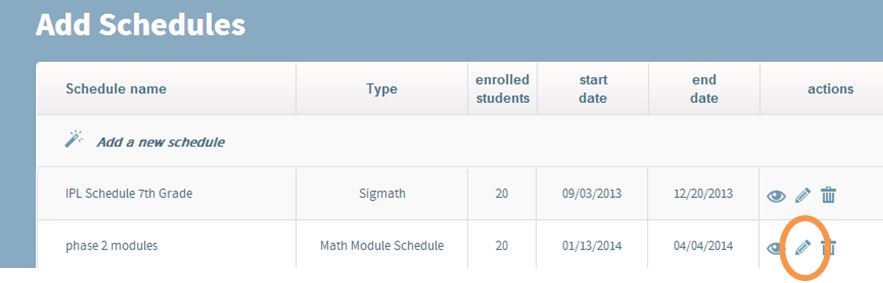 Add Schedules
Schedule name Type enrolled students start date end date actions
Add a new schedule
IPL Schedule 7th Grade Sigmath 20 09/03/2013 12/20/2013
phase 2 modules Math Module Schedule 20 01/13/2014 04/04/2014